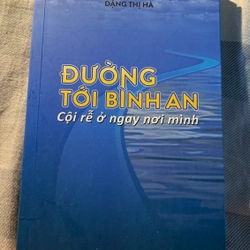 ĐẶNG THỊ HÀ
ĐƯỜNG
TỚI BÌNH AN
Cội rễ ở ngay nơi mình